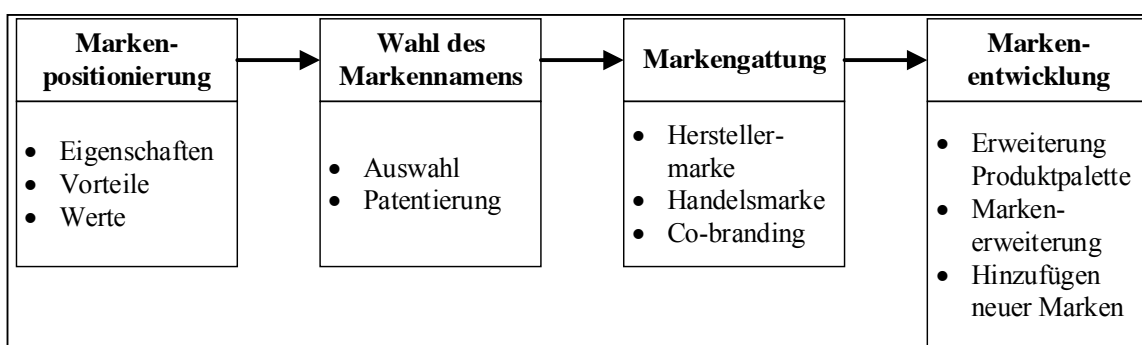 Marken-
positionierung
• Eigenschaften
• Vorteile
• Werte
Wahl des
Markennamens
• Auswahl
• Patentierung
Markengattung
• Hersteller-
marke
• Handelsmarke
• Co-branding
Marken-
entwicklung
• Erweiterung
Produktpalette
• Marken-
erweiterung
• Hinzufügen
neuer Marken